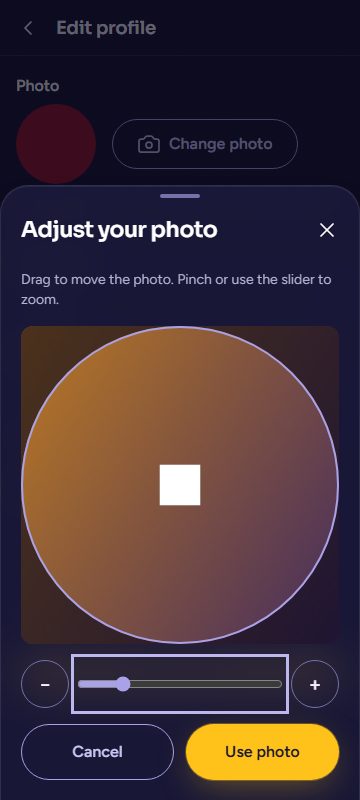 Edit profile
Photo
Change photo
Adjust your photo
Drag to move the photo. Pinch or use the slider to
zoom.
Cancel
Use photo